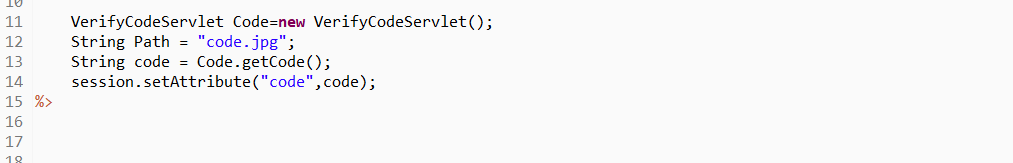 10
11 VerifyCodeServlet Code=new VerifyCodeServlet();
12 String Path = "code.jpg";
13 String code = Code.getCode();
14 session.setAttribute("code",code);
15 %>
16
17
18